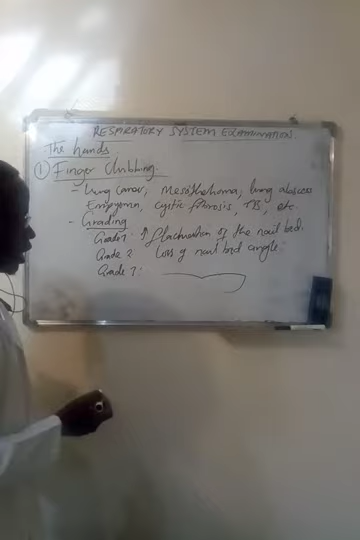 RESPIRATORY SYSTEM EXAMINATION
The hands
① Finger clubbing:
- Lung cancer, Mesothelioma, lung abscess
Empyema, cystic fibrosis, TB, etc.
- Grading
Grade 1: ↑ fluctuation of the nail bed.
Grade 2: Loss of nail bed angle.
Grade 3: